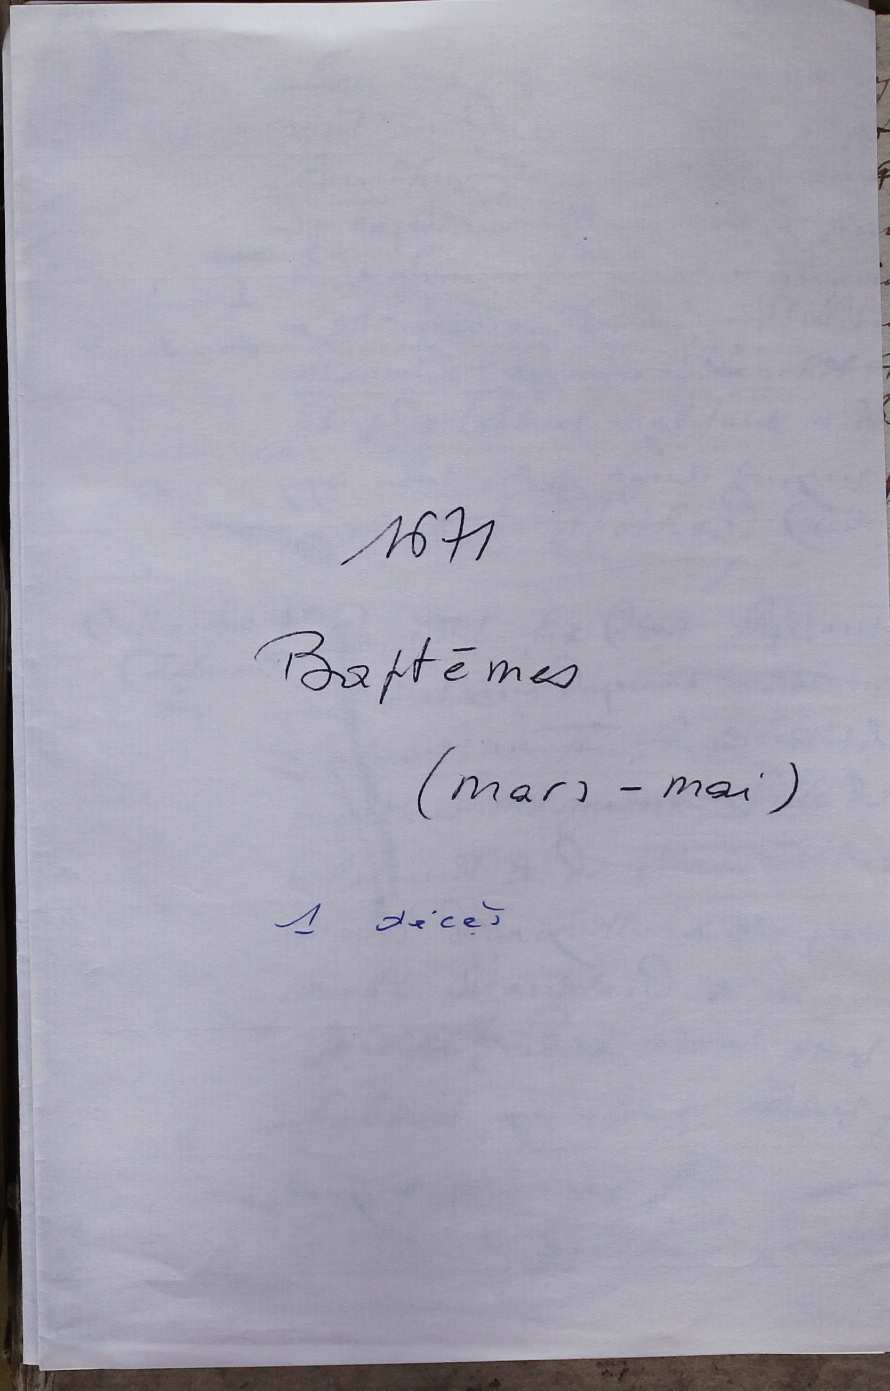 1671
Baptêmes
(mars - mai)
1 décès